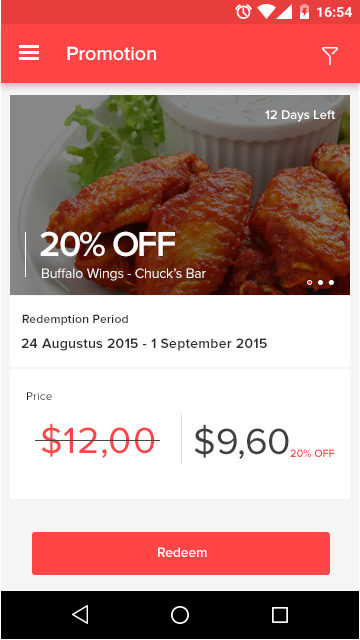 16:54
Promotion
12 Days Left
20% OFF
Buffalo Wings - Chuck's Bar
Redemption Period
24 Augustus 2015 - 1 September 2015
Price
$12,00
$9,60
20% OFF
Redeem